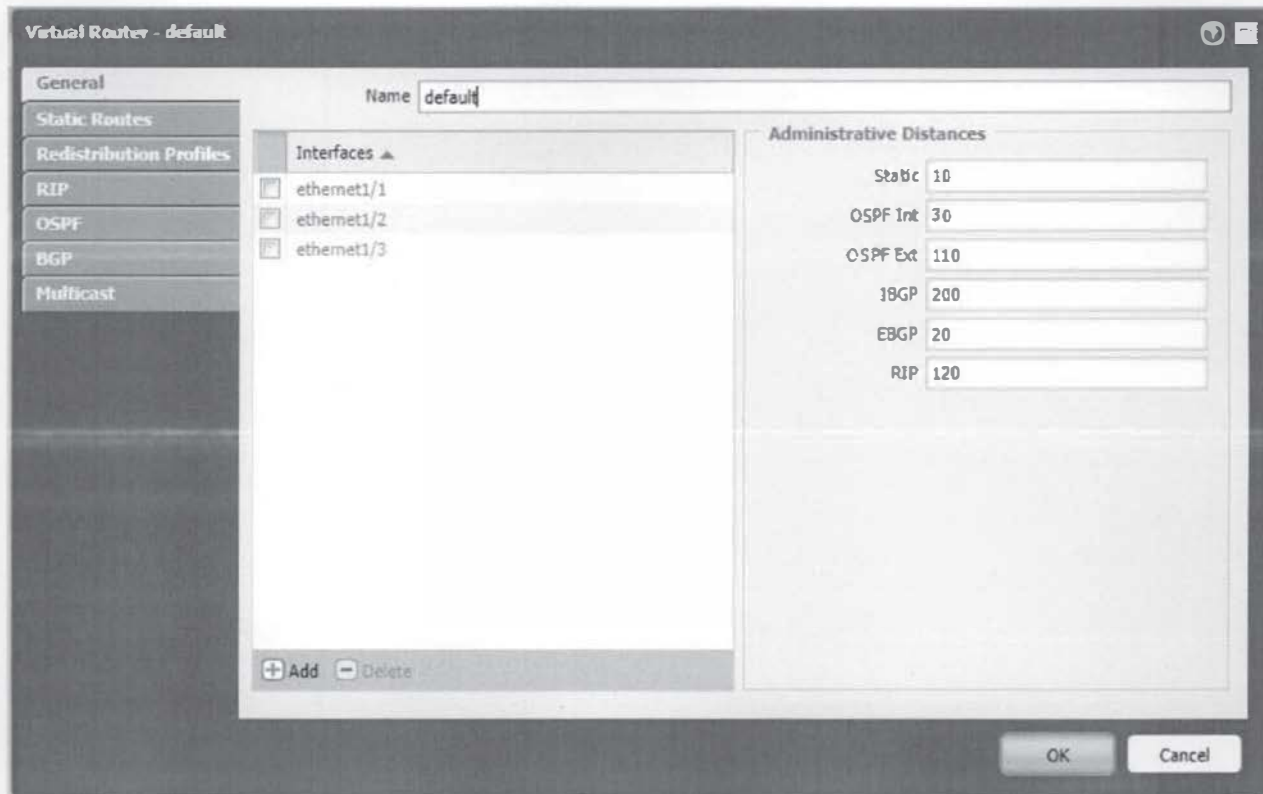 Virtual Router - default
General
Static Routes
Redistribution Profiles
RIP
OSPF
BGP
Multicast
Name default
Interfaces
ethernet1/1
ethernet1/2
ethernet1/3
Add Delete
Administrative Distances
Static 10
OSPF Int 30
OSPF Ext 110
IBGP 200
EBGP 20
RIP 120
OK Cancel